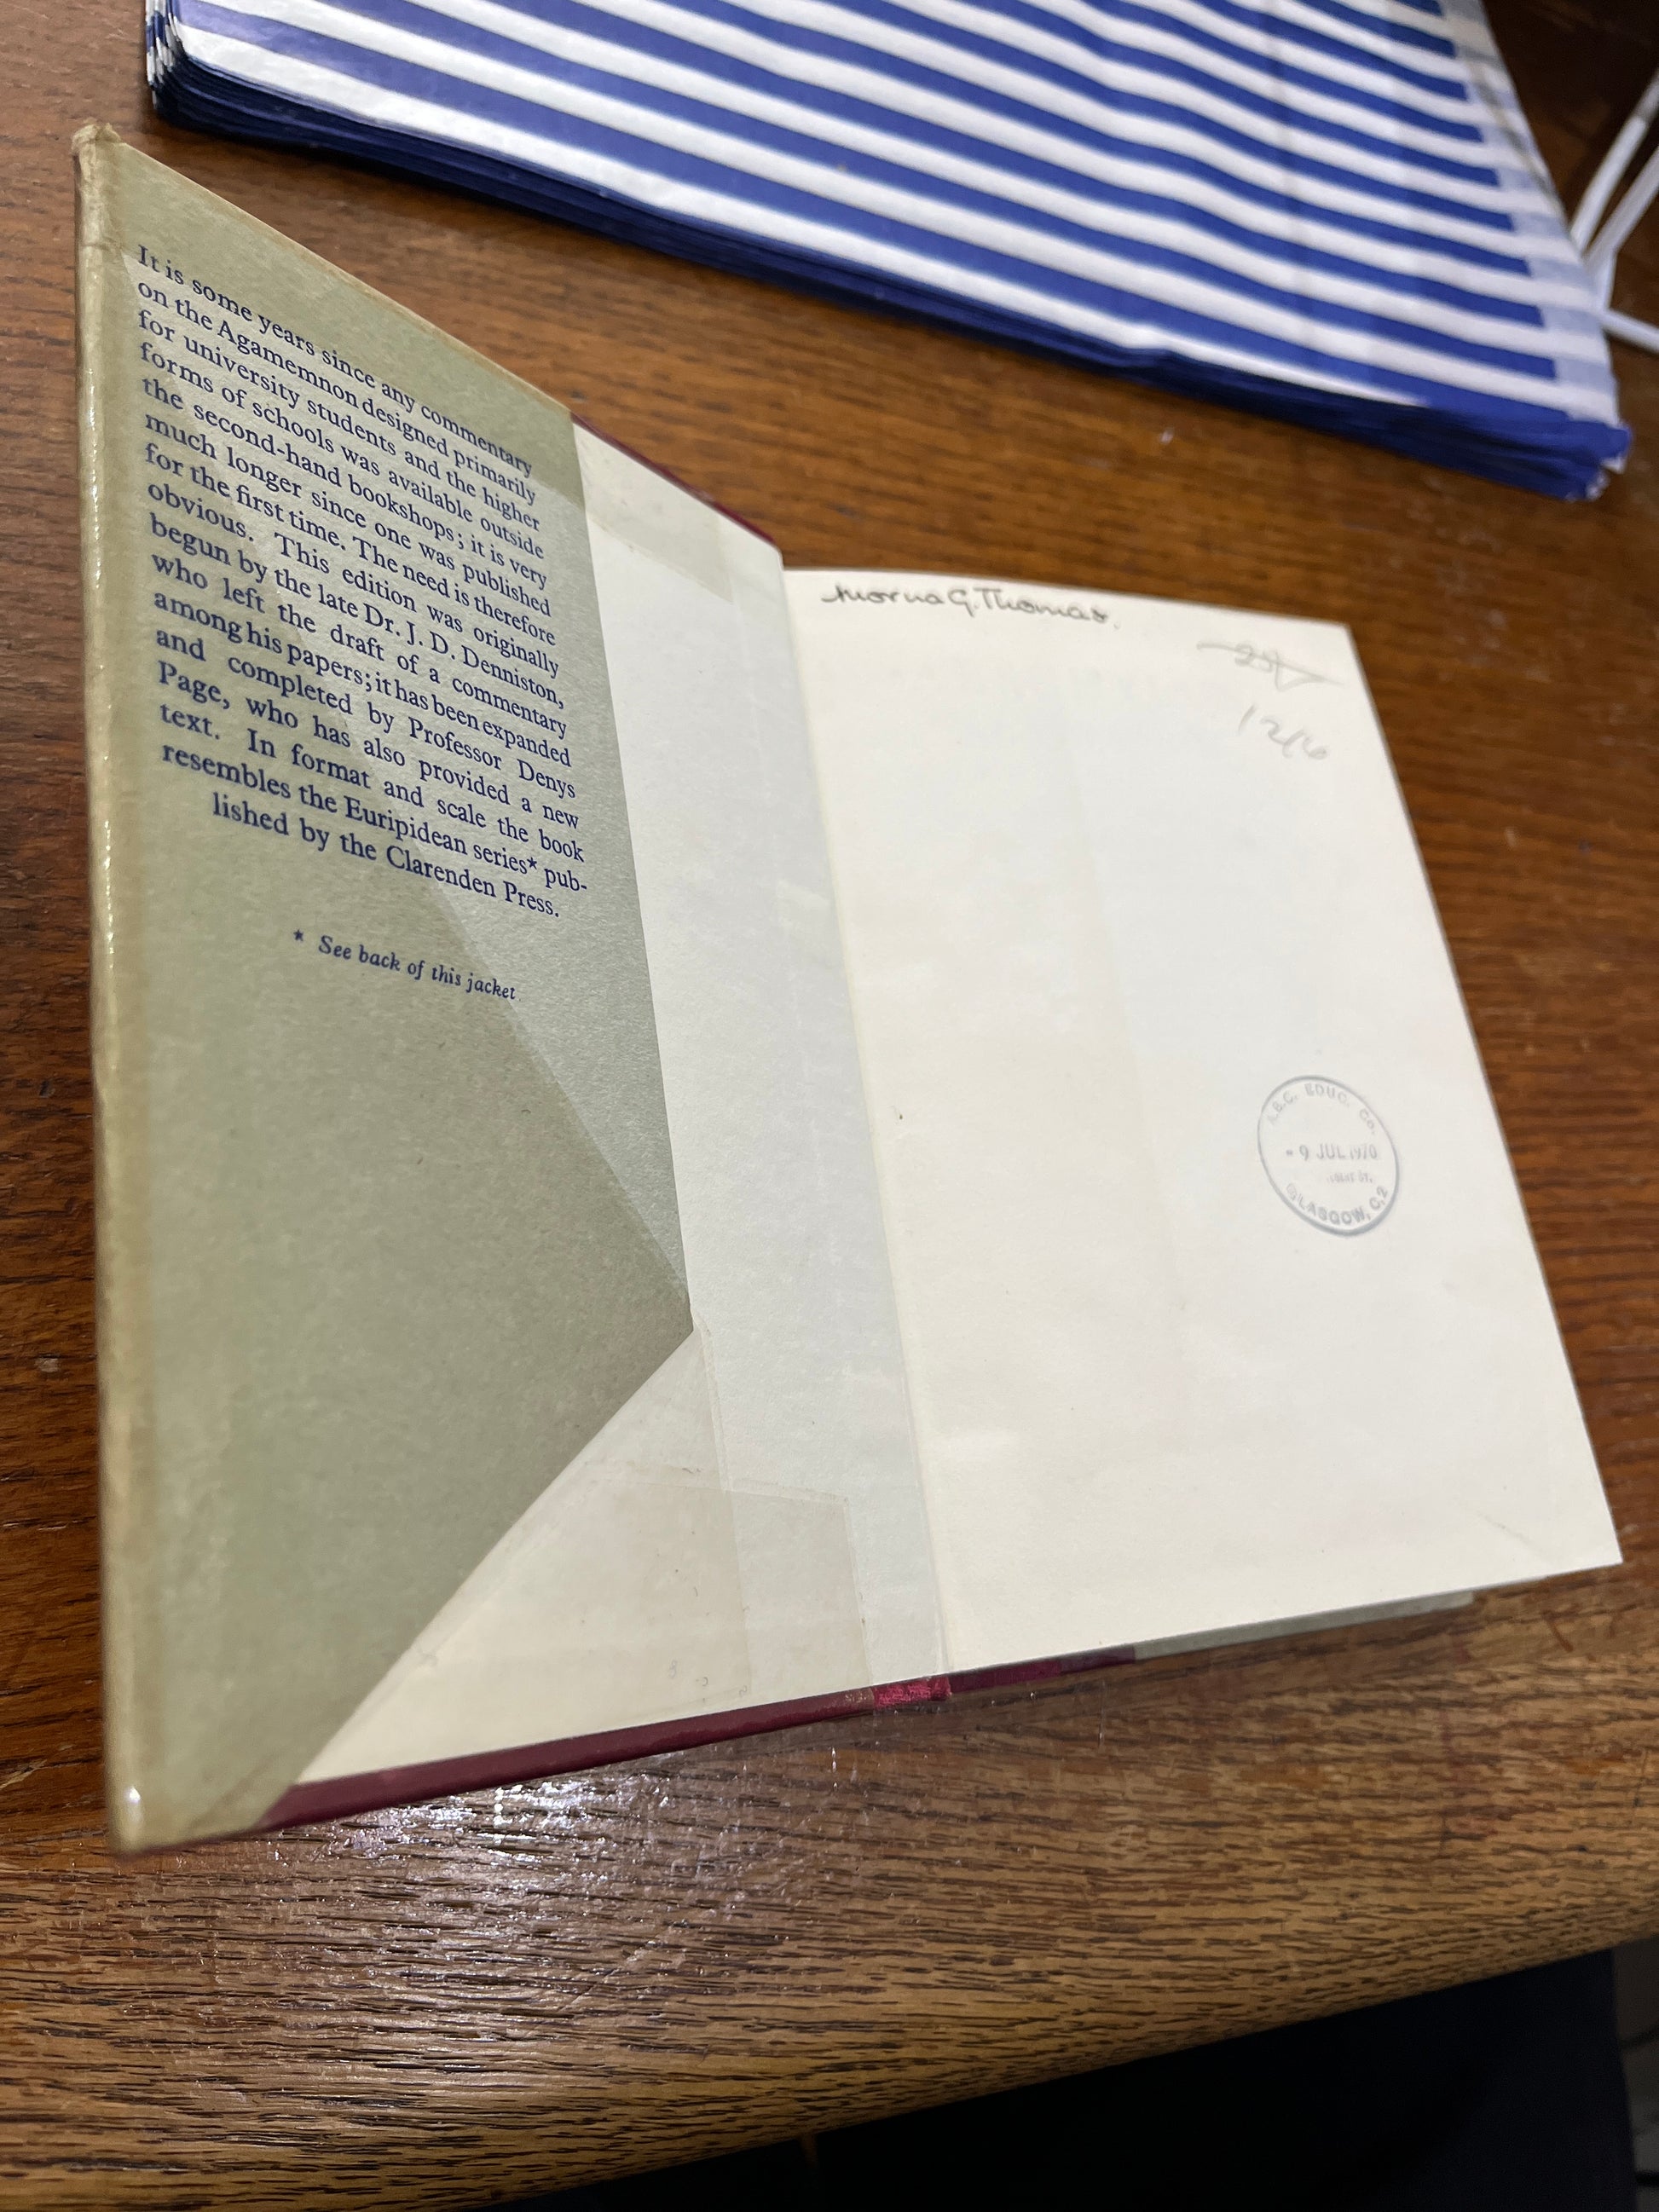 It is some years since any commentary
on the Agamemnon designed primarily
for university students and the higher
forms of schools was available outside
the second-hand bookshops; it is very
much longer since one was published
for the first time. The need is therefore
obvious. This edition was originally
begun by the late Dr. J. D. Denniston,
who left the draft of a commentary
among his papers; it has been expanded
and completed by Professor Denys
Page, who has also provided a new
text. In format and scale the book
resembles the Euripidean series* pub-
lished by the Clarenden Press.
* See back of this jacket
Morna G. Thomas.
12/6
A.B.C. EDUC. CO.
- 9 JUL 1970
GLASGOW, C.2